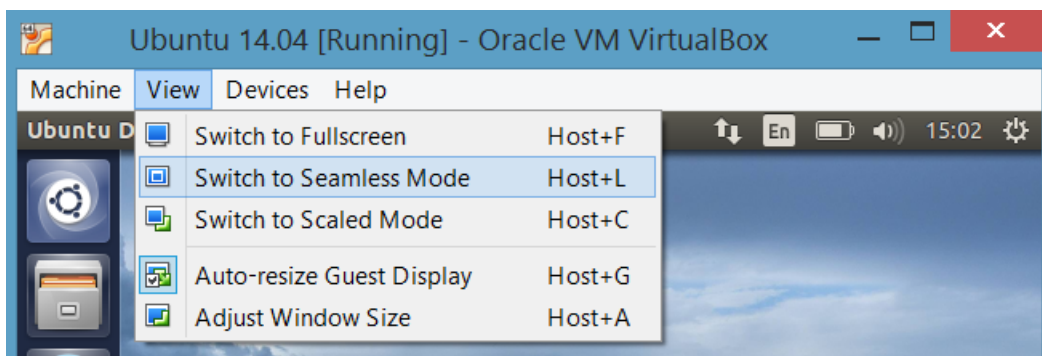 Ubuntu 14.04 [Running] - Oracle VM VirtualBox
Machine View Devices Help
Ubuntu D En 15:02
Switch to Fullscreen Host+F
Switch to Seamless Mode Host+L
Switch to Scaled Mode Host+C
Auto-resize Guest Display Host+G
Adjust Window Size Host+A